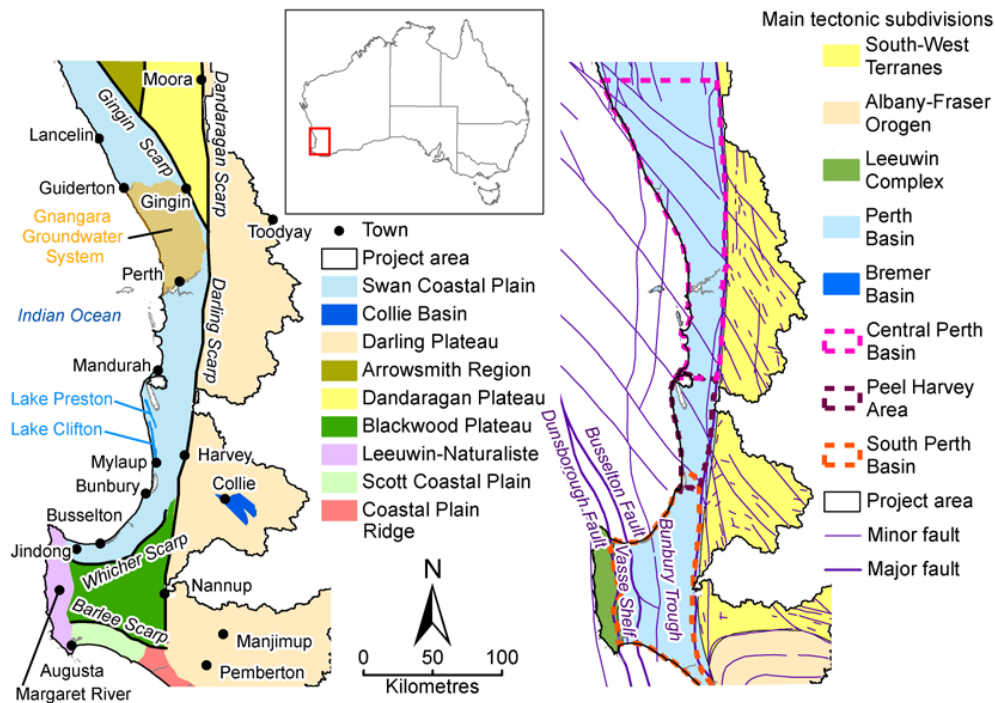 Moora
Dandaragan Scarp
Gingin Scarp
Lancelin
Guiderton
Gingin
Gnangara
Groundwater
System
Toodyay
Perth
Indian Ocean
Darling Scarp
Mandurah
Lake Preston
Lake Clifton
Mylaup
Harvey
Bunbury
Collie
Busselton
Jindong
Whicher Scarp
Nannup
Barlee Scarp
Manjimup
Augusta
Pemberton
Margaret River
Town
Project area
Swan Coastal Plain
Collie Basin
Darling Plateau
Arrowsmith Region
Dandaragan Plateau
Blackwood Plateau
Leeuwin-Naturaliste
Scott Coastal Plain
Coastal Plain
Ridge
N
0 50 100
Kilometres
Dunsborough Fault
Busselton Fault
Vasse Shelf
Bunbury Trough
Main tectonic subdivisions
South-West
Terranes
Albany-Fraser
Orogen
Leeuwin
Complex
Perth
Basin
Bremer
Basin
Central Perth
Basin
Peel Harvey
Area
South Perth
Basin
Project area
Minor fault
Major fault